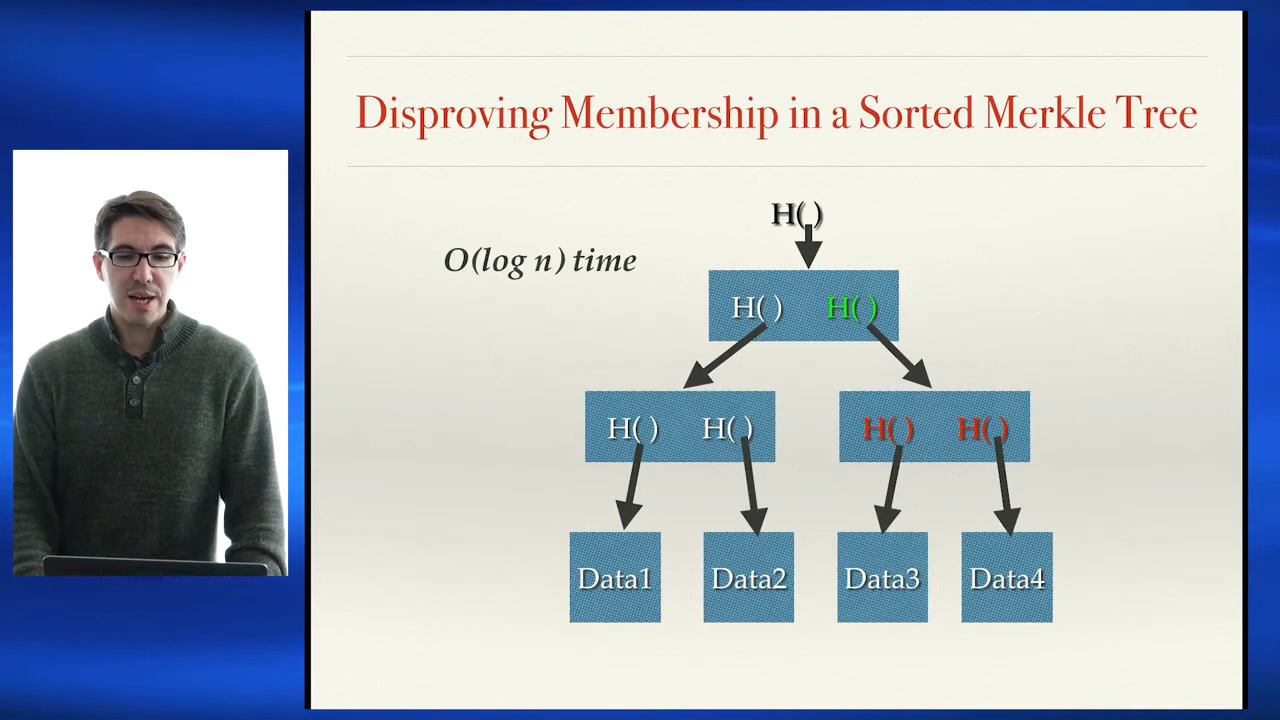 Disproving Membership in a Sorted Merkle Tree
H( )
O(log n) time
H( ) H( )
H( ) H( ) H( ) H( )
Data1 Data2 Data3 Data4